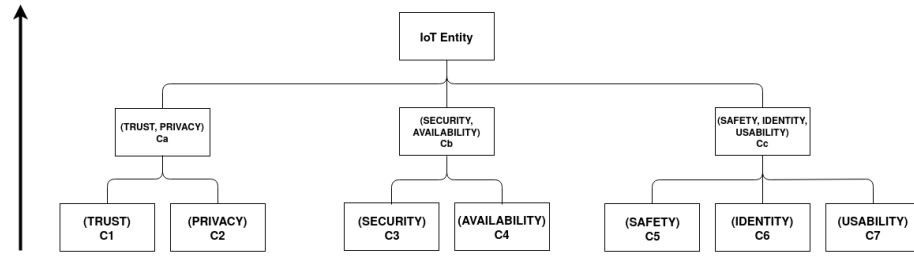 IoT Entity
(TRUST, PRIVACY)
Ca
(SECURITY,
AVAILABILITY)
Cb
(SAFETY, IDENTITY,
USABILITY)
Cc
(TRUST)
C1
(PRIVACY)
C2
(SECURITY)
C3
(AVAILABILITY)
C4
(SAFETY)
C5
(IDENTITY)
C6
(USABILITY)
C7